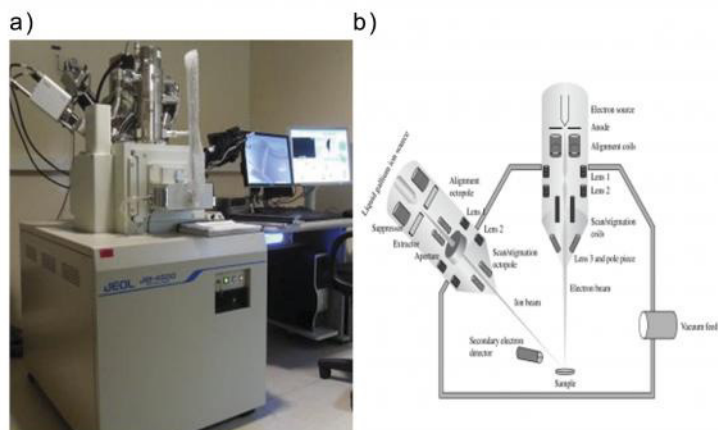 a)
b)
JEOL JIB-4500
Electron source
Anode
Alignment coils
Lens 1
Lens 2
Scan/stigmation
coils
Lens 3 and pole piece
Electron beam
Liquid gallium ion source
Alignment
octopole
Suppressor
Extractor
Aperture
Lens 1
Lens 2
Scan/stigmation
octopole
Ion beam
Secondary electron
detector
Sample
Vacuum feed